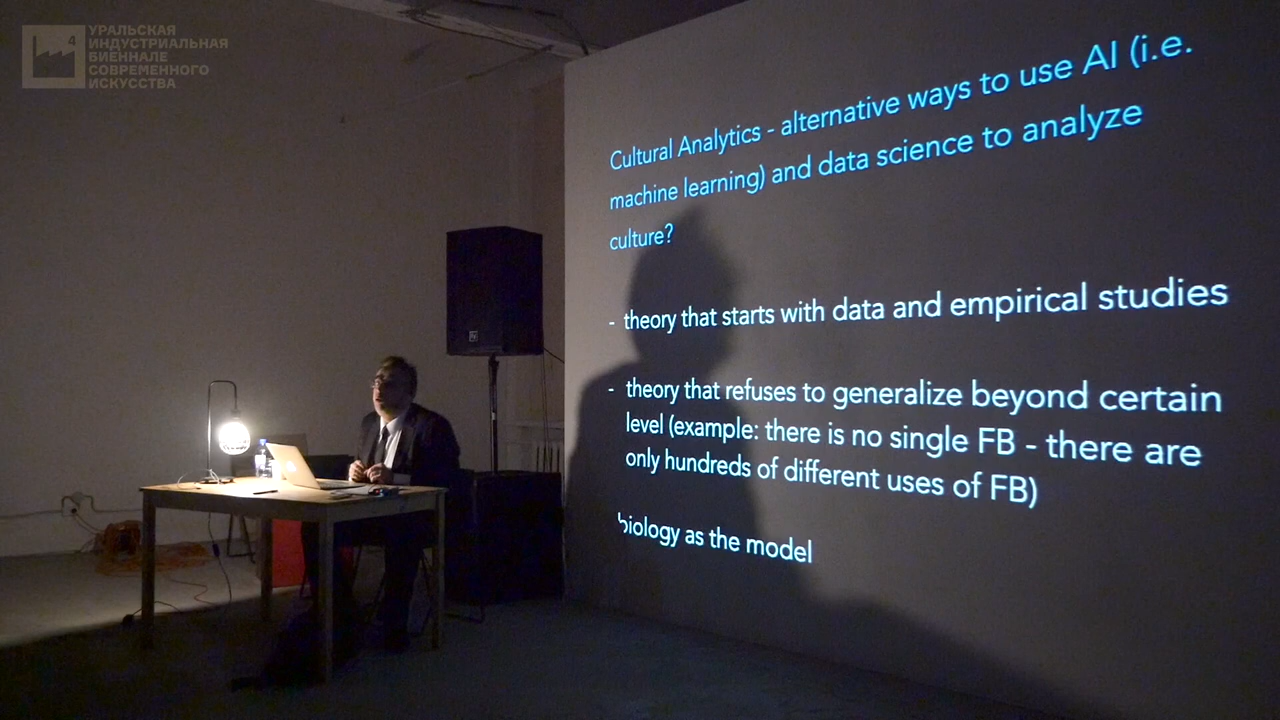 4
УРАЛЬСКАЯ
ИНДУСТРИАЛЬНАЯ
БИЕННАЛЕ
СОВРЕМЕННОГО
ИСКУССТВА
Cultural Analytics - alternative ways to use AI (i.e.
machine learning) and data science to analyze
culture?
- theory that starts with data and empirical studies
- theory that refuses to generalize beyond certain
level (example: there is no single FB - there are
only hundreds of different uses of FB)
biology as the model